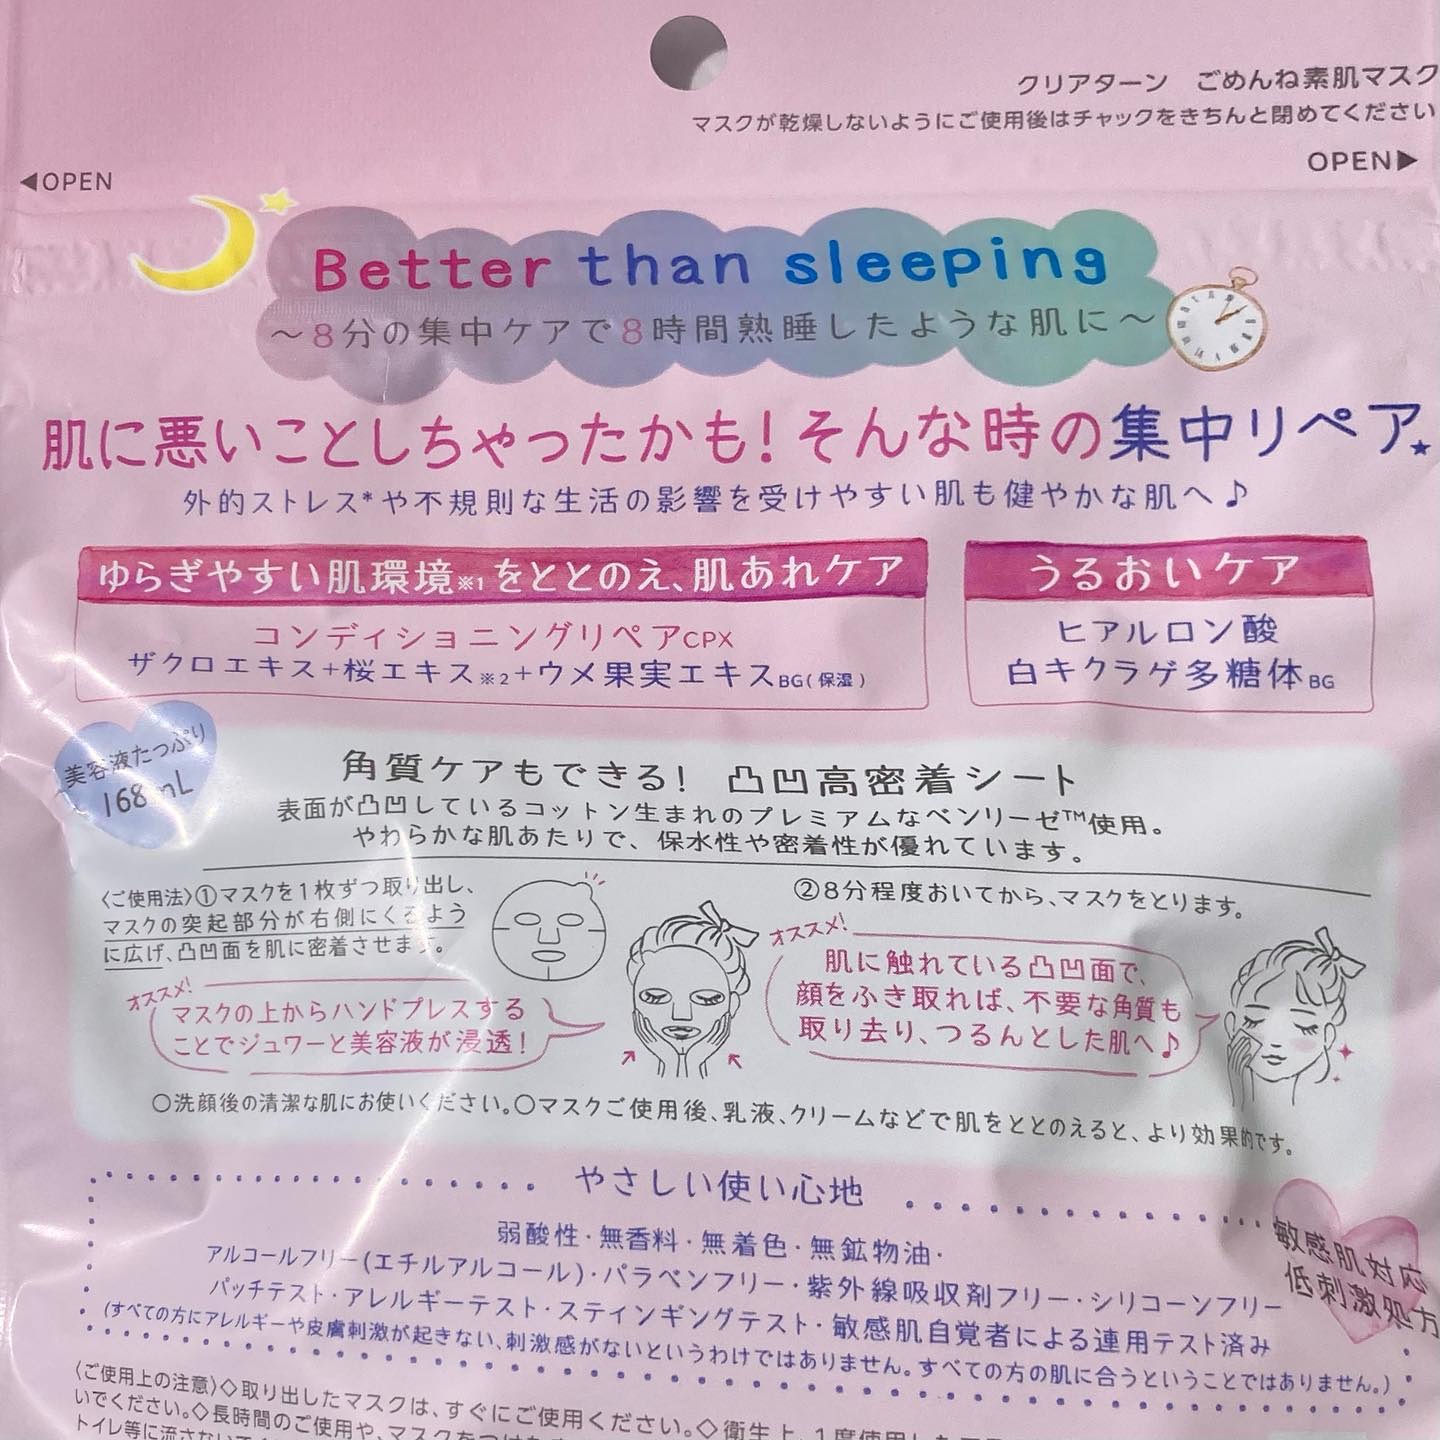 クリアターン　ごめんね素肌マスク
マスクが乾燥しないようにご使用後はチャックをきちんと閉めてください
◀OPEN
OPEN▶
Better than sleeping
～8分の集中ケアで8時間熟睡したような肌に～
肌に悪いことしちゃったかも！そんな時の集中リペア★
外的ストレス*や不規則な生活の影響を受けやすい肌も健やかな肌へ♪
ゆらぎやすい肌環境※1をととのえ、肌あれケア
コンディショニングリペアCPX
ザクロエキス+桜エキス※2+ウメ果実エキスBG(保湿)
うるおいケア
ヒアルロン酸
白キクラゲ多糖体BG
美容液たっぷり
168mL
角質ケアもできる！ 凸凹高密着シート
表面が凸凹しているコットン生まれのプレミアムなベンリーゼ™使用。
やわらかな肌あたりで、保水性や密着性が優れています。
〈ご使用法〉①マスクを1枚ずつ取り出し、
マスクの突起部分が右側にくるよう
に広げ、凸凹面を肌に密着させます。
オススメ!
マスクの上からハンドプレスする
ことでジュワーと美容液が浸透！
②8分程度おいてから、マスクをとります。
オススメ!
肌に触れている凸凹面で、
顔をふき取れば、不要な角質も
取り去り、つるんとした肌へ♪
○洗顔後の清潔な肌にお使いください。○マスクご使用後、乳液、クリームなどで肌をととのえると、より効果的です。
やさしい使い心地
弱酸性・無香料・無着色・無鉱物油・
アルコールフリー(エチルアルコール)・パラベンフリー・紫外線吸収剤フリー・シリコーンフリー
パッチテスト・アレルギーテスト・スティンギングテスト・敏感肌自覚者による連用テスト済み
(すべての方にアレルギーや皮膚刺激が起きない、刺激感がないというわけではありません。すべての方の肌に合うということではありません。)
敏感肌対応
低刺激処方
〈ご使用上の注意〉◇取り出したマスクは、すぐにご使用ください。◇衛生上、1度使用した
いでください。◇長時間のご使用や、マスクをつけた
トイレ等に流さない